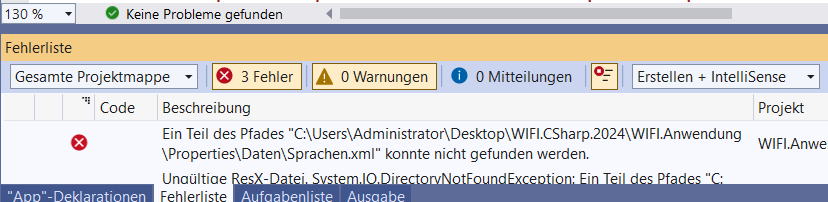 130 %
Keine Probleme gefunden
Fehlerliste
Gesamte Projektmappe
3 Fehler
0 Warnungen
0 Mitteilungen
Erstellen + IntelliSense
Code
Beschreibung
Projekt
Ein Teil des Pfades "C:\Users\Administrator\Desktop\WIFI.CSharp.2024\WIFI.Anwendung
\Properties\Daten\Sprachen.xml" konnte nicht gefunden werden.
WIFI.Anwe
Ungültige ResX-Datei. System.IO.DirectoryNotFoundException: Ein Teil des Pfades "C:
"App"-Deklarationen
Fehlerliste
Aufgabenliste
Ausgabe